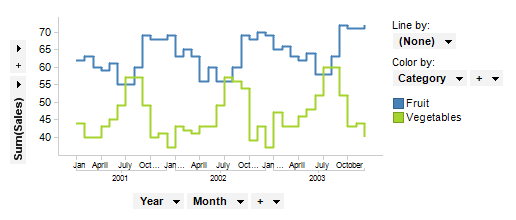 Line by:
(None)
Color by:
Category +
Fruit
Vegetables
+
Sum(Sales)
70
65
60
55
50
45
40
Jan April July Oct... Jan April July Oct... Jan April July October
2001 2002 2003
Year Month +